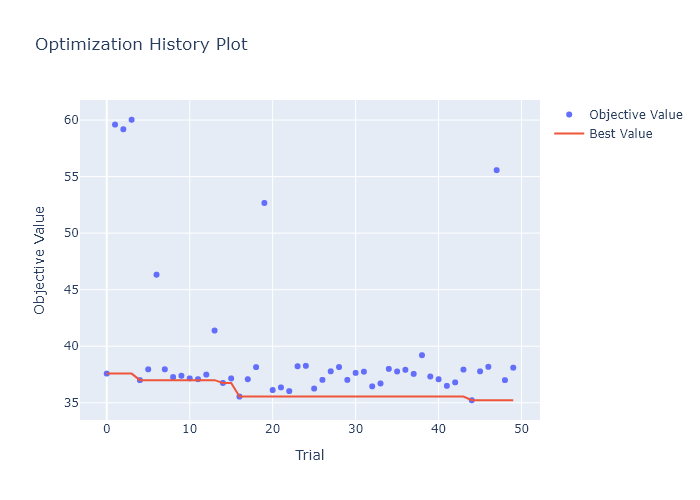 Optimization History Plot
Objective Value
Best Value
60
55
50
45
40
35
Objective Value
0
10
20
30
40
50
Trial